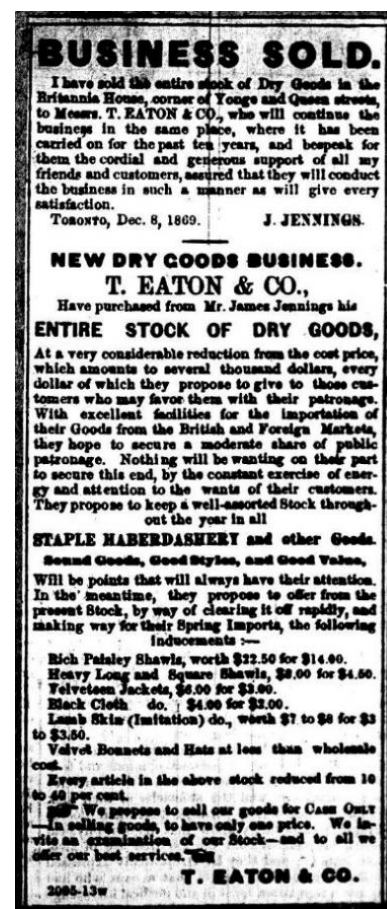 BUSINESS SOLD.
I have sold the entire stock of Dry Goods in the
Britannia House, corner of Yonge and Queen streets,
to Messrs. T. EATON & CO., who will continue the
business in the same place, where it has been
carried on for the past ten years, and bespeak for
them the cordial and generous support of all my
friends and customers, assured that they will conduct
the business in such a manner as will give every
satisfaction.
TORONTO, Dec. 8, 1869. J. JENNINGS.
NEW DRY GOODS BUSINESS.
T. EATON & CO.,
Have purchased from Mr. James Jennings his
ENTIRE STOCK OF DRY GOODS,
At a very considerable reduction from the cost price,
which amounts to several thousand dollars, every
dollar of which they propose to give to those cus-
tomers who may favor them with their patronage.
With excellent facilities for the importation of
their Goods from the British and Foreign Markets,
they hope to secure a moderate share of public
patronage. Nothing will be wanting on their part
to secure this end, by the constant exercise of ener-
gy and attention to the wants of their customers.
They propose to keep a well-assorted Stock through-
out the year in all
STAPLE HABERDASHERY and other Goods.
Sound Goods, Good Styles, and Good Value,
Will be points that will always have their attention.
In the meantime, they propose to offer from the
present Stock, by way of clearing it off rapidly, and
making way for their Spring Imports, the following
inducements :—
Rich Paisley Shawls, worth $22.50 for $14.00.
Heavy Long and Square Shawls, $8.00 for $4.50.
Velveteen Jackets, $6.00 for $3.00.
Black Cloth do. $4.00 for $2.00.
Lamb Skin (Imitation) do., worth $7 to $8 for $3
to $3.50.
Velvet Bonnets and Hats at less than wholesale
cost.
Every article in the above stock reduced from 10
to 40 per cent.
We propose to sell our goods for CASH ONLY
—In selling goods, to have only one price. We in-
vite an examination of our Stock—and to all we
offer our best services.
T. EATON & CO.
2095-13w